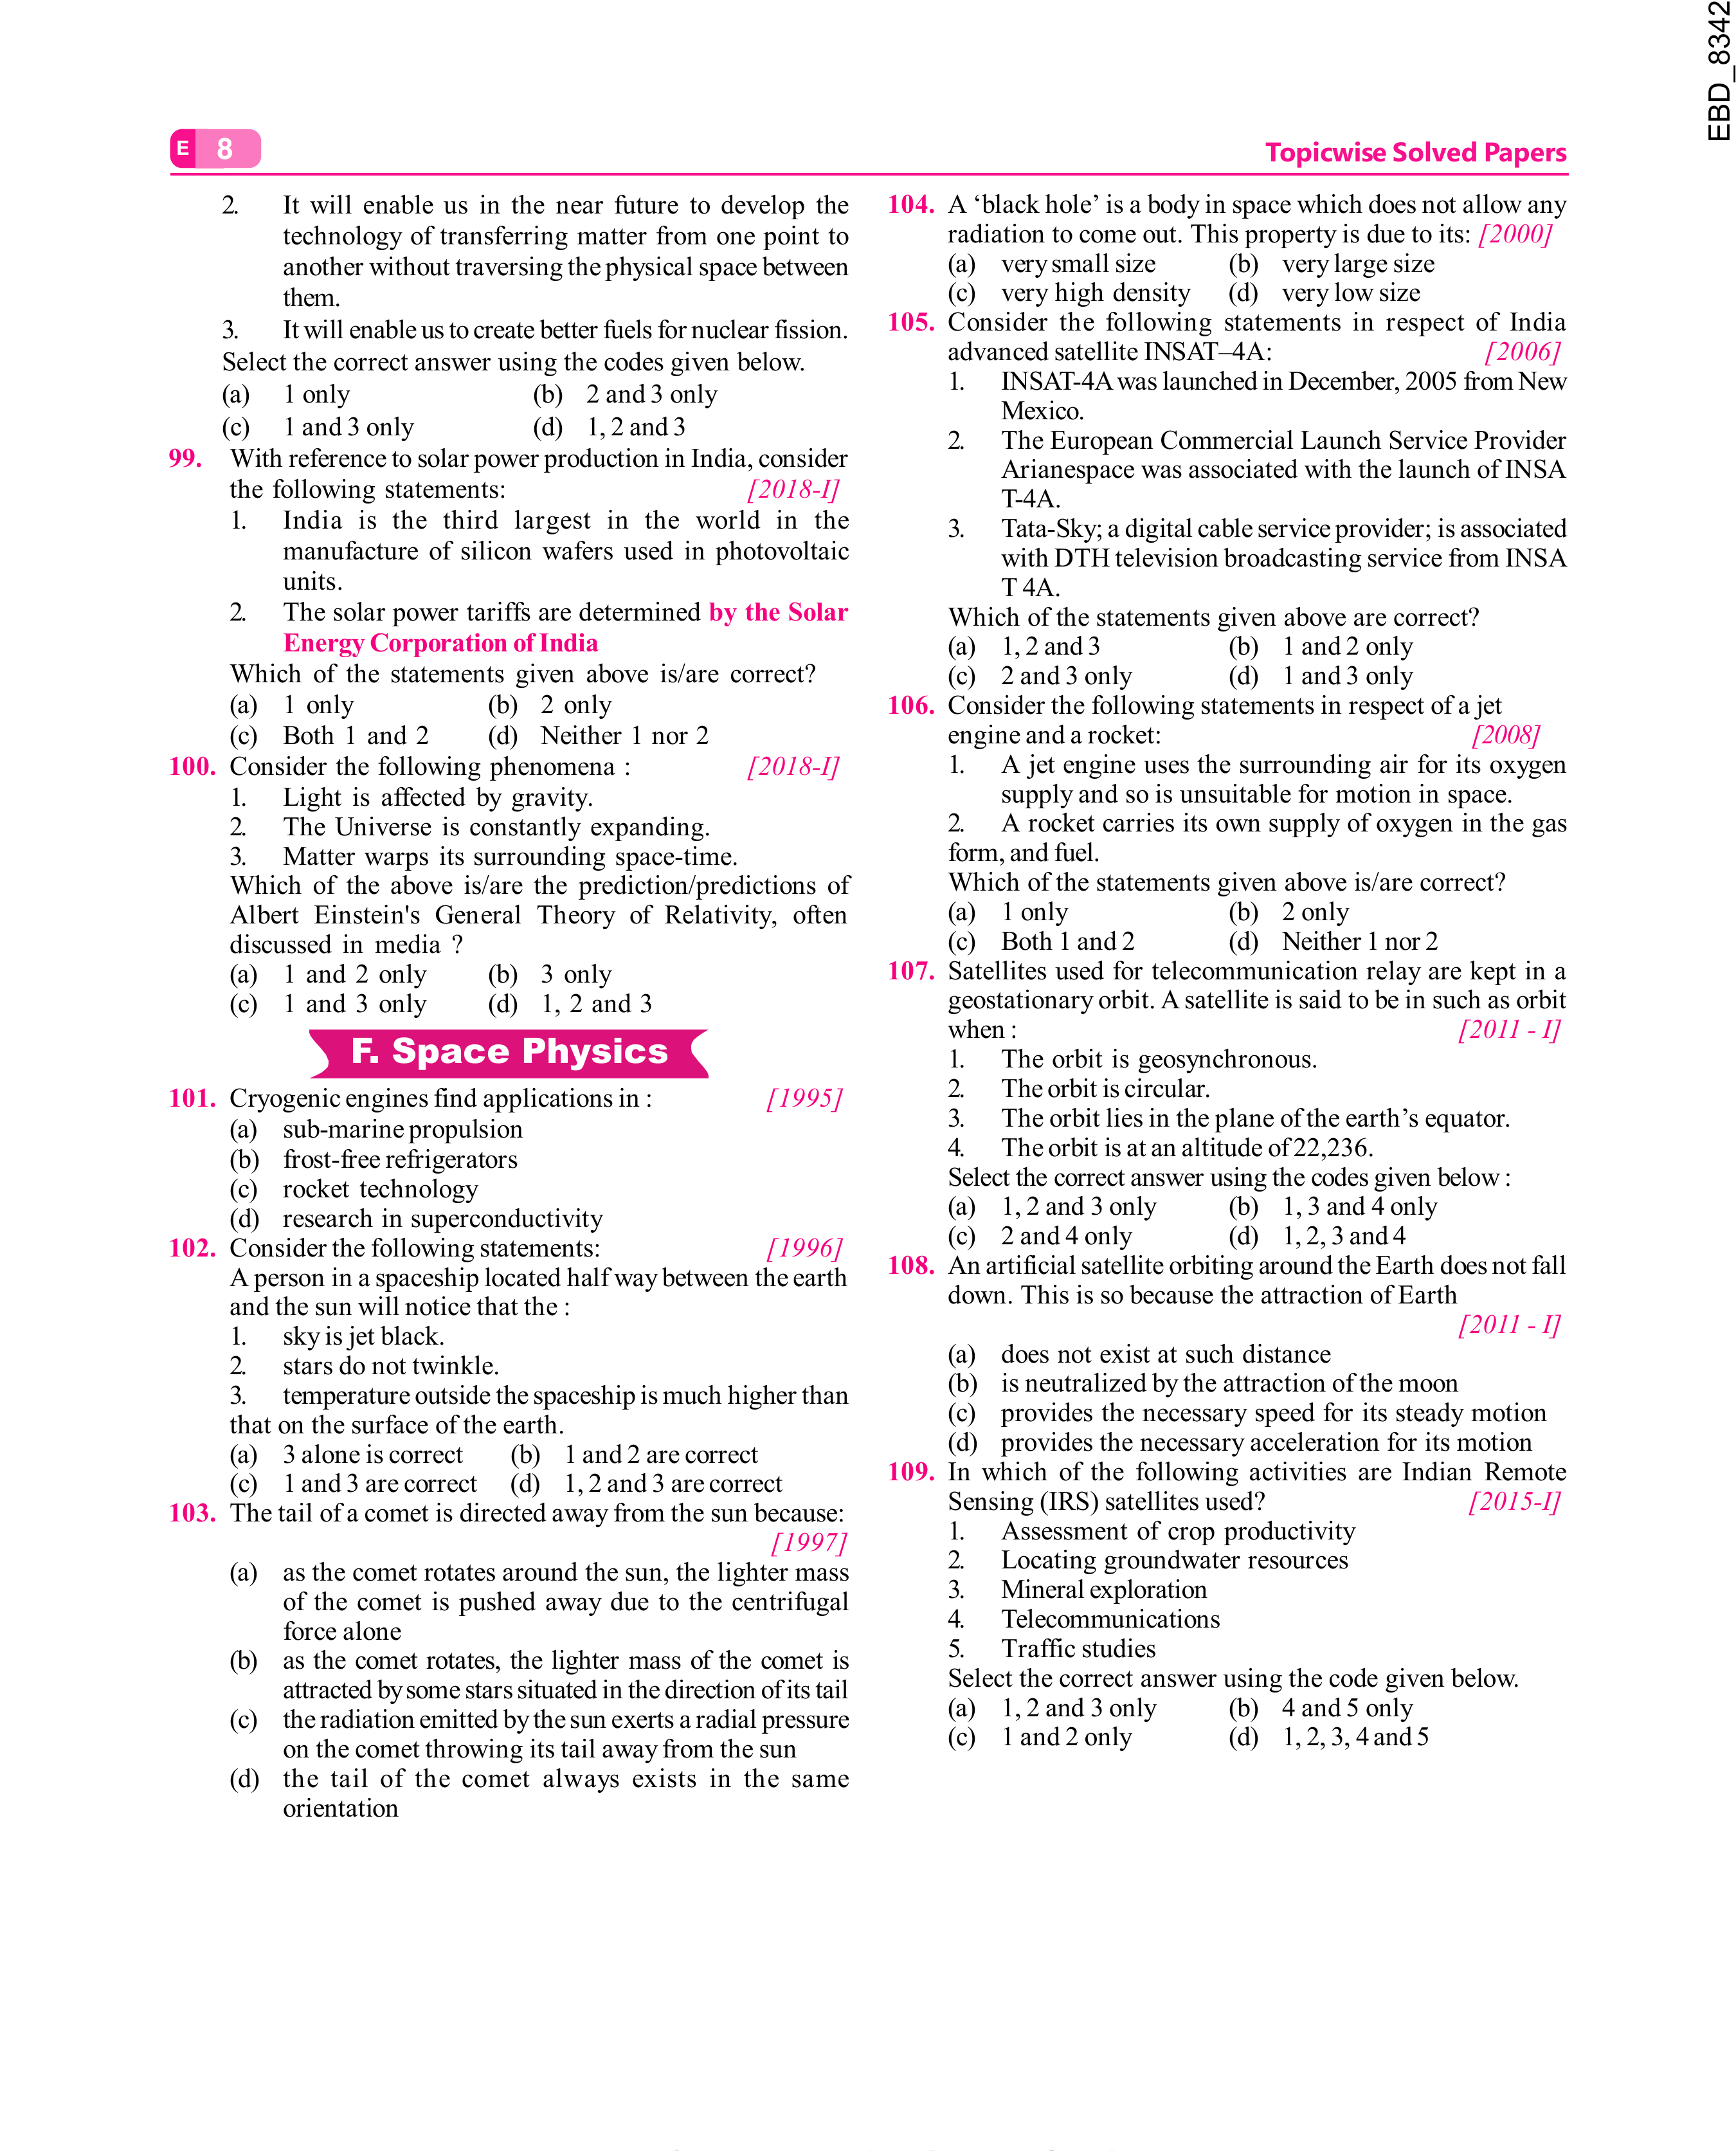 EBD_8342
E 8
Topicwise Solved Papers
2. It will enable us in the near future to develop the
technology of transferring matter from one point to
another without traversing the physical space between
them.
3. It will enable us to create better fuels for nuclear fission.
Select the correct answer using the codes given below.
(a) 1 only (b) 2 and 3 only
(c) 1 and 3 only (d) 1, 2 and 3
99. With reference to solar power production in India, consider
the following statements: [2018-I]
1. India is the third largest in the world in the
manufacture of silicon wafers used in photovoltaic
units.
2. The solar power tariffs are determined by the Solar
Energy Corporation of India
Which of the statements given above is/are correct?
(a) 1 only (b) 2 only
(c) Both 1 and 2 (d) Neither 1 nor 2
100. Consider the following phenomena : [2018-I]
1. Light is affected by gravity.
2. The Universe is constantly expanding.
3. Matter warps its surrounding space-time.
Which of the above is/are the prediction/predictions of
Albert Einstein's General Theory of Relativity, often
discussed in media ?
(a) 1 and 2 only (b) 3 only
(c) 1 and 3 only (d) 1, 2 and 3
F. Space Physics
101. Cryogenic engines find applications in : [1995]
(a) sub-marine propulsion
(b) frost-free refrigerators
(c) rocket technology
(d) research in superconductivity
102. Consider the following statements: [1996]
A person in a spaceship located half way between the earth
and the sun will notice that the :
1. sky is jet black.
2. stars do not twinkle.
3. temperature outside the spaceship is much higher than
that on the surface of the earth.
(a) 3 alone is correct (b) 1 and 2 are correct
(c) 1 and 3 are correct (d) 1, 2 and 3 are correct
103. The tail of a comet is directed away from the sun because:
[1997]
(a) as the comet rotates around the sun, the lighter mass
of the comet is pushed away due to the centrifugal
force alone
(b) as the comet rotates, the lighter mass of the comet is
attracted by some stars situated in the direction of its tail
(c) the radiation emitted by the sun exerts a radial pressure
on the comet throwing its tail away from the sun
(d) the tail of the comet always exists in the same
orientation
104. A ‘black hole’ is a body in space which does not allow any
radiation to come out. This property is due to its: [2000]
(a) very small size (b) very large size
(c) very high density (d) very low size
105. Consider the following statements in respect of India
advanced satellite INSAT–4A: [2006]
1. INSAT-4A was launched in December, 2005 from New
Mexico.
2. The European Commercial Launch Service Provider
Arianespace was associated with the launch of INSA
T-4A.
3. Tata-Sky; a digital cable service provider; is associated
with DTH television broadcasting service from INSA
T 4A.
Which of the statements given above are correct?
(a) 1, 2 and 3 (b) 1 and 2 only
(c) 2 and 3 only (d) 1 and 3 only
106. Consider the following statements in respect of a jet
engine and a rocket: [2008]
1. A jet engine uses the surrounding air for its oxygen
supply and so is unsuitable for motion in space.
2. A rocket carries its own supply of oxygen in the gas
form, and fuel.
Which of the statements given above is/are correct?
(a) 1 only (b) 2 only
(c) Both 1 and 2 (d) Neither 1 nor 2
107. Satellites used for telecommunication relay are kept in a
geostationary orbit. A satellite is said to be in such as orbit
when : [2011 - I]
1. The orbit is geosynchronous.
2. The orbit is circular.
3. The orbit lies in the plane of the earth’s equator.
4. The orbit is at an altitude of 22,236.
Select the correct answer using the codes given below :
(a) 1, 2 and 3 only (b) 1, 3 and 4 only
(c) 2 and 4 only (d) 1, 2, 3 and 4
108. An artificial satellite orbiting around the Earth does not fall
down. This is so because the attraction of Earth
[2011 - I]
(a) does not exist at such distance
(b) is neutralized by the attraction of the moon
(c) provides the necessary speed for its steady motion
(d) provides the necessary acceleration for its motion
109. In which of the following activities are Indian Remote
Sensing (IRS) satellites used? [2015-I]
1. Assessment of crop productivity
2. Locating groundwater resources
3. Mineral exploration
4. Telecommunications
5. Traffic studies
Select the correct answer using the code given below.
(a) 1, 2 and 3 only (b) 4 and 5 only
(c) 1 and 2 only (d) 1, 2, 3, 4 and 5